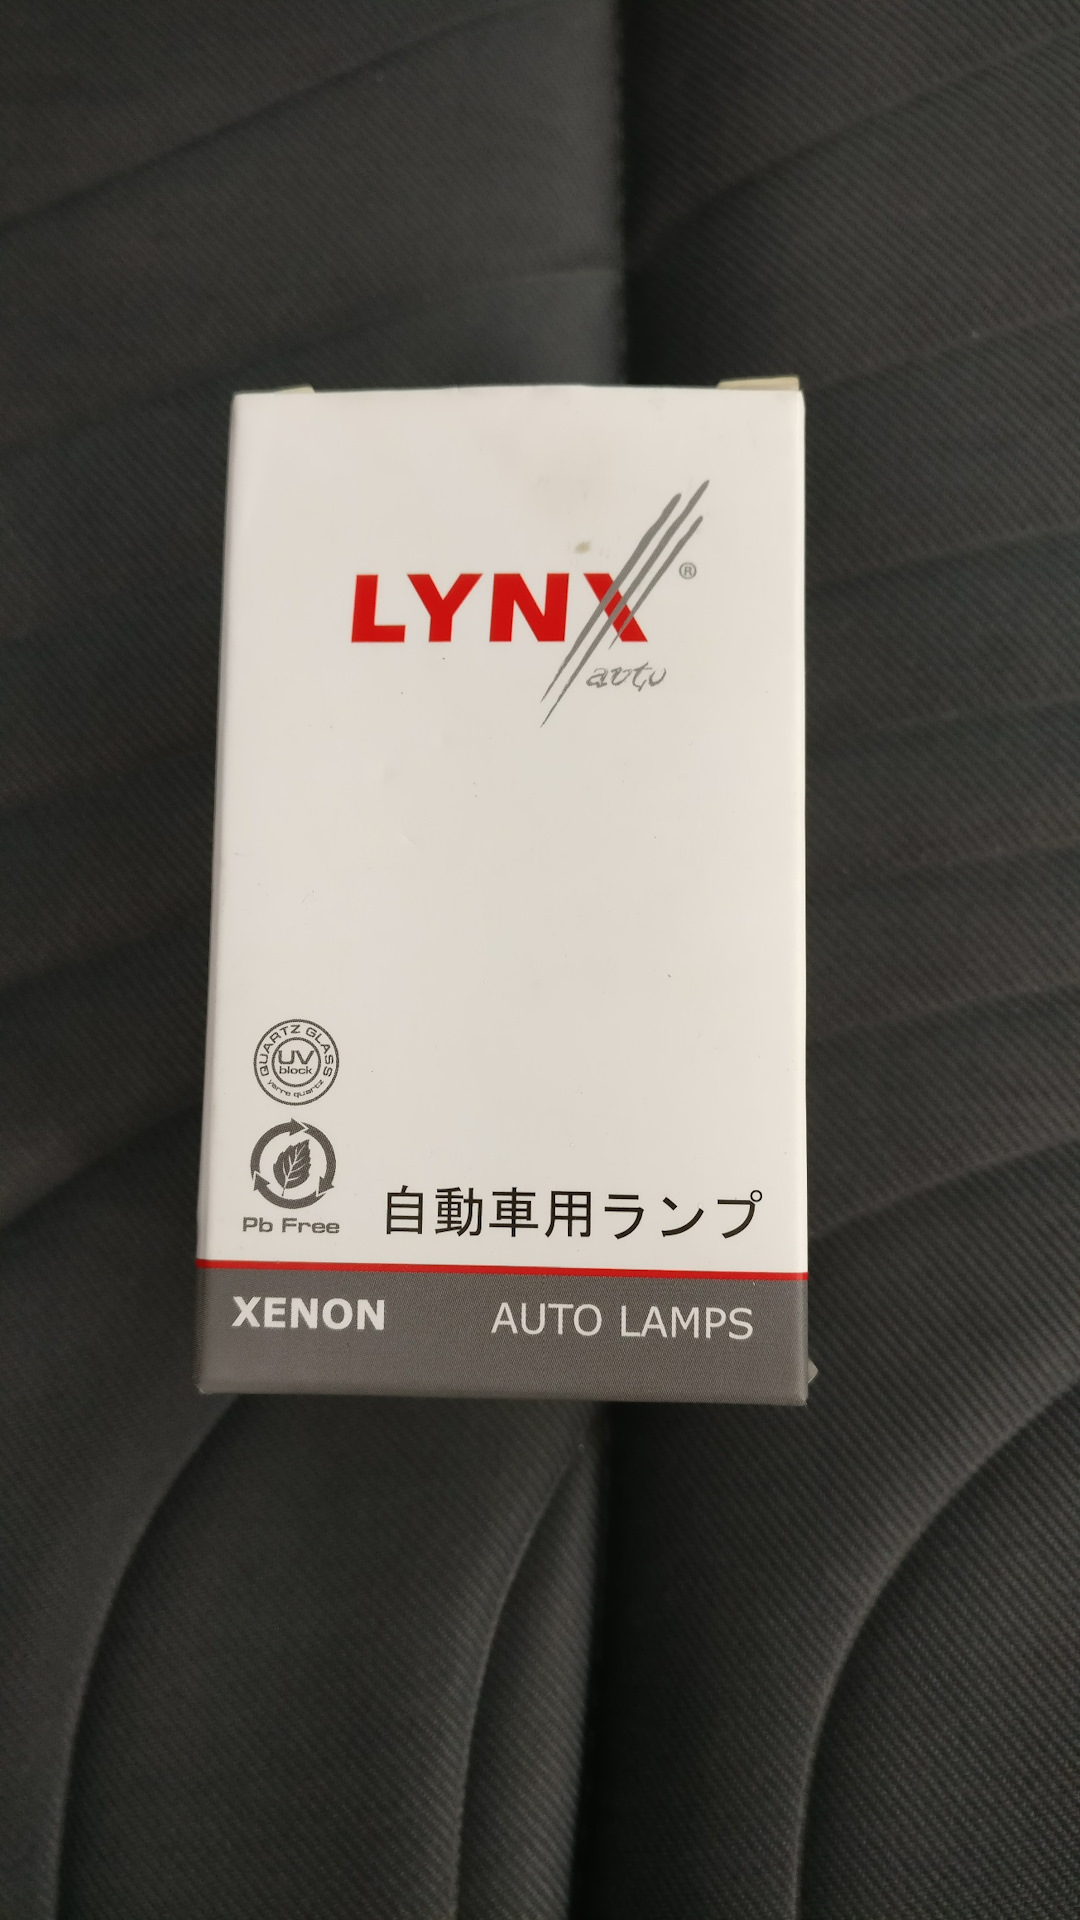 LYNX®
auto
QUARTZ GLASS
UV
block
verre quartz
Pb Free
自動車用ランプ
XENON AUTO LAMPS